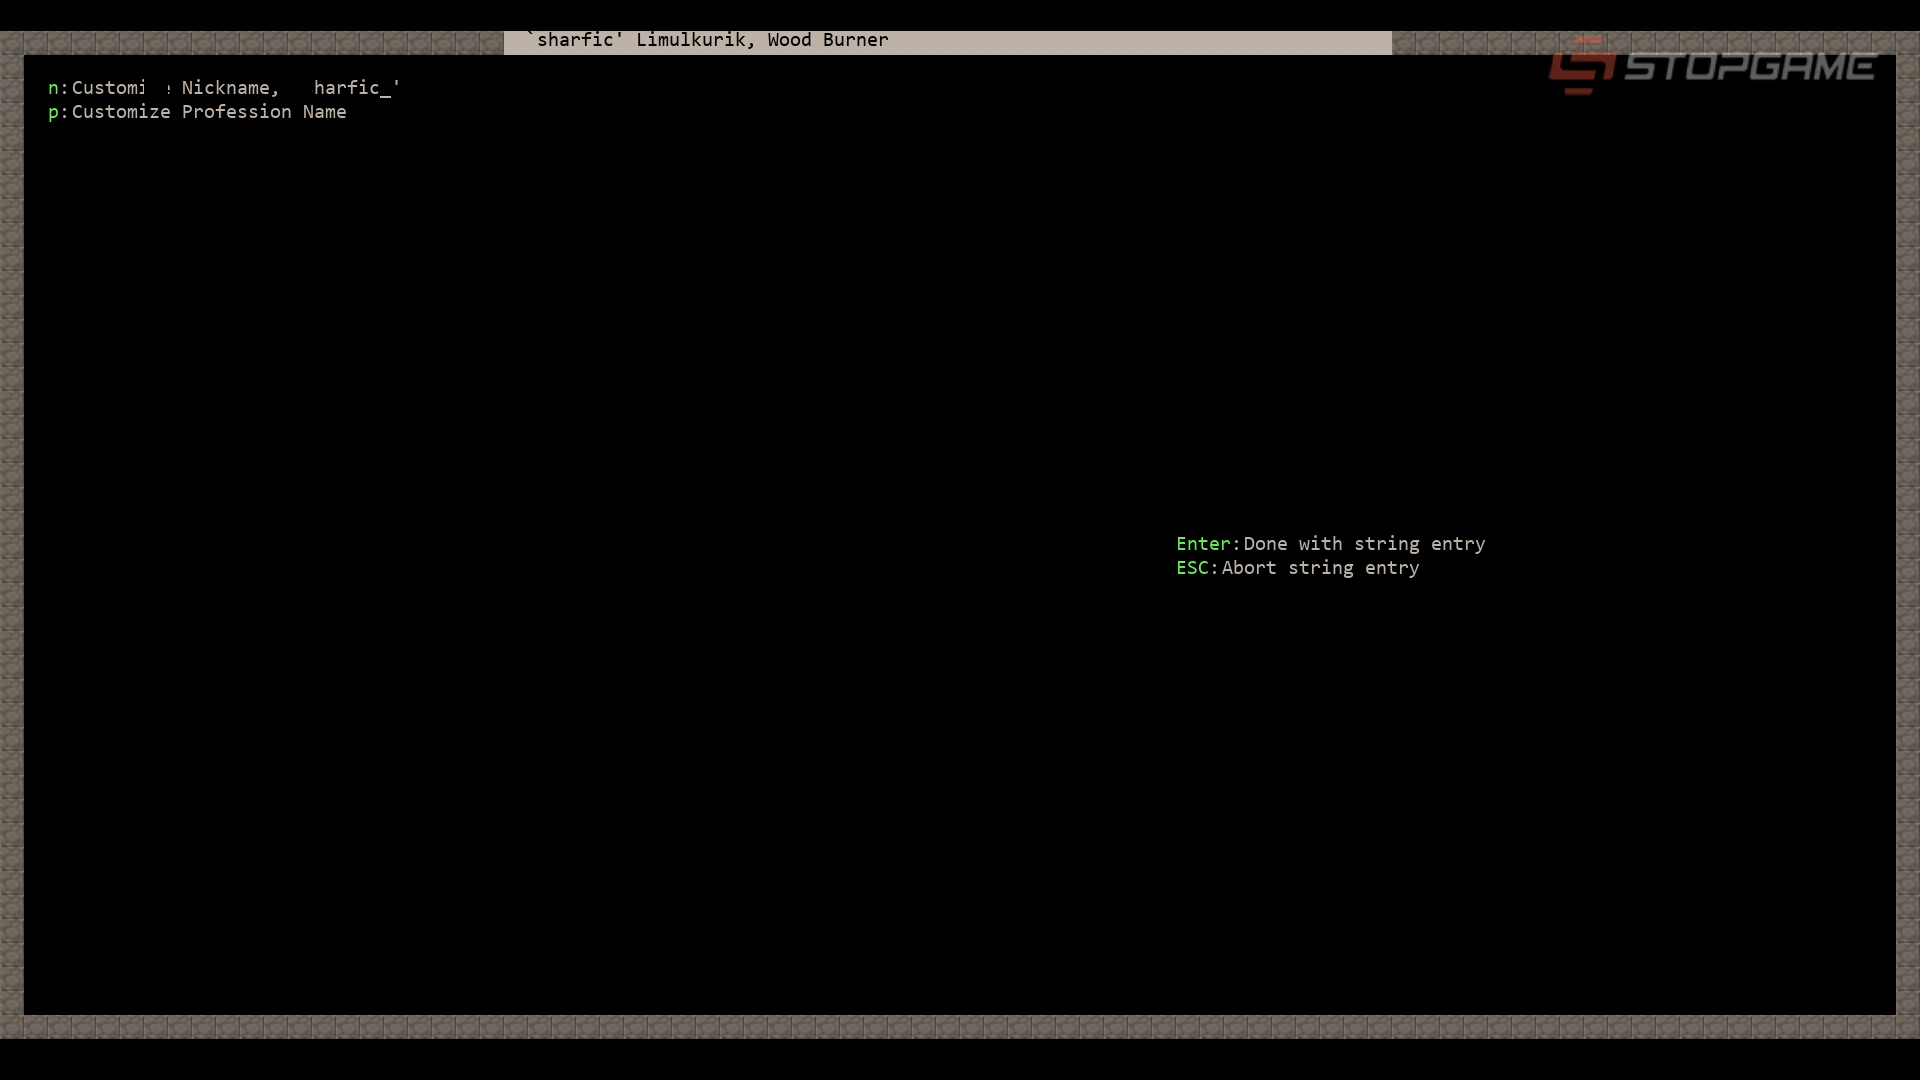 `sharfic' Limulkurik, Wood Burner
STOPGAME
n:Customi  e Nickname,   harfic_'
p:Customize Profession Name
Enter:Done with string entry
ESC:Abort string entry